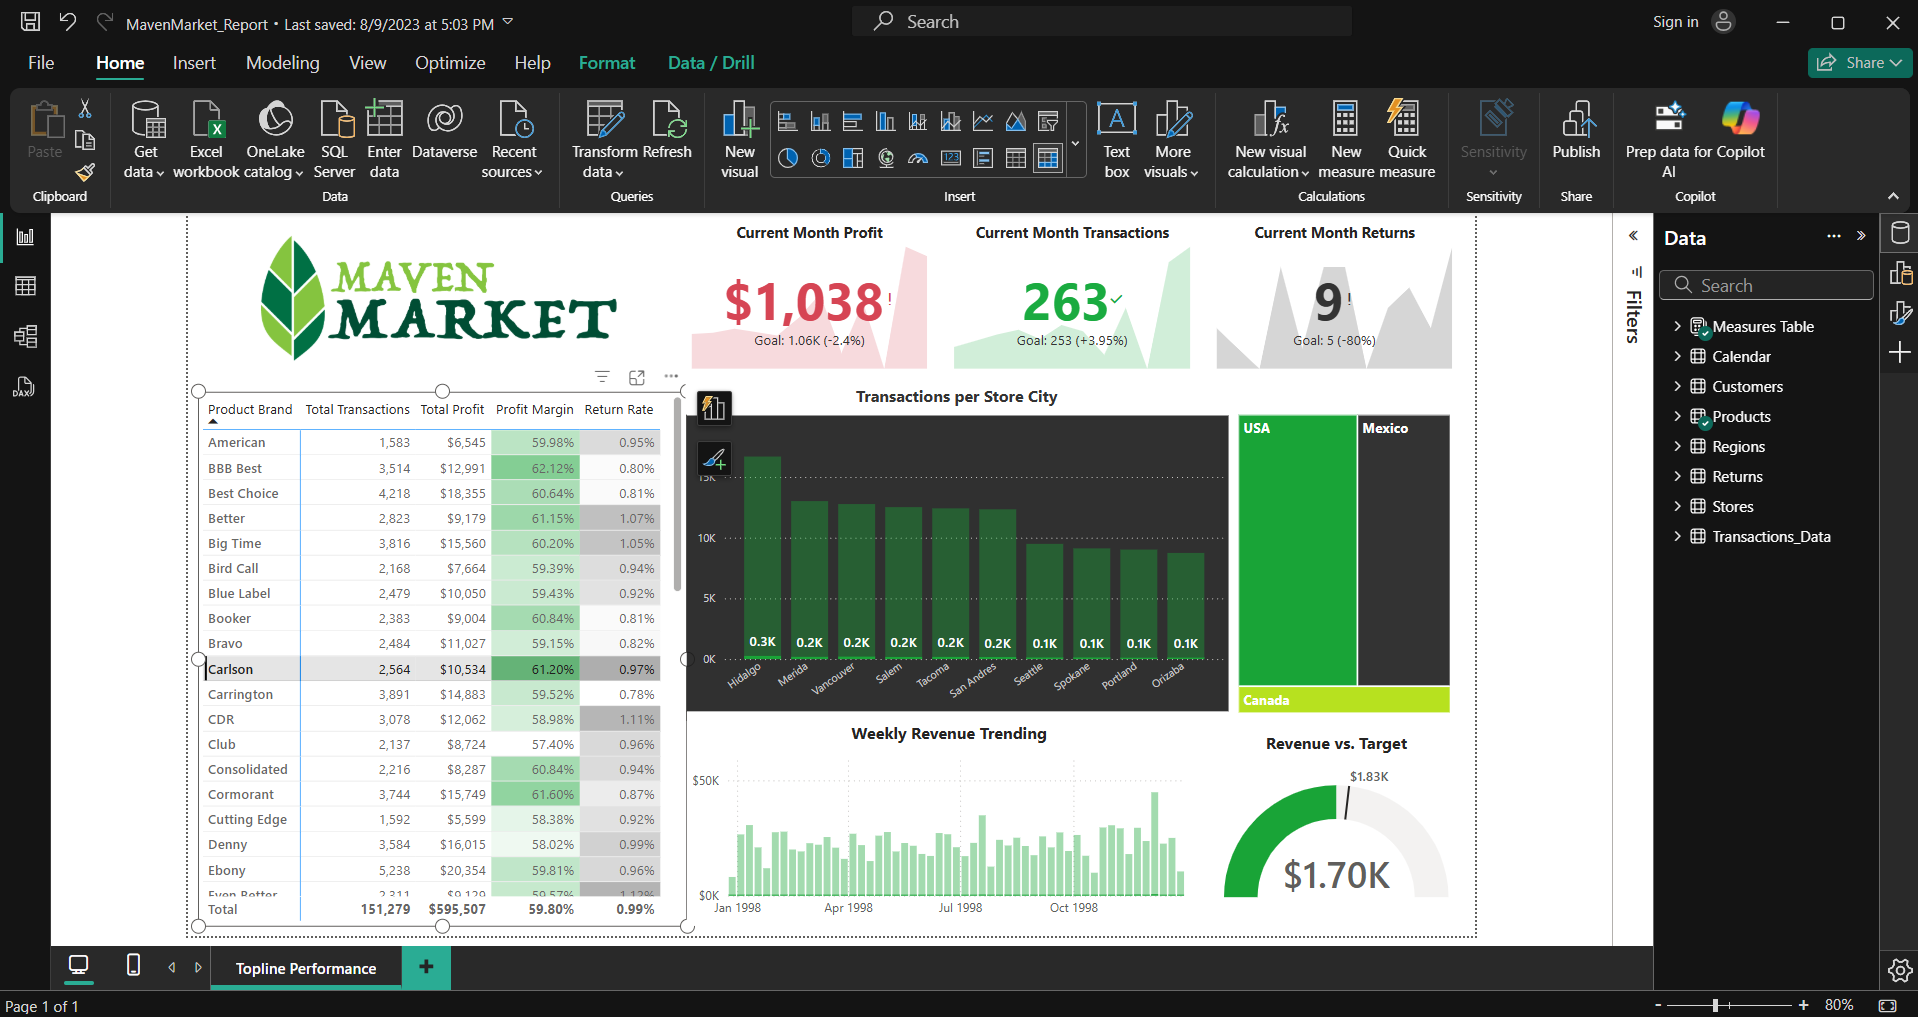 MavenMarket_Report • Last saved: 8/9/2023 at 5:03 PM
Search
Sign in
File
Home
Insert
Modeling
View
Optimize
Help
Format
Data / Drill
Share
Paste
Get data
Excel workbook
OneLake catalog
SQL Server
Enter data
Dataverse
Recent sources
Transform data
Refresh
New visual
123
A
Text box
More visuals
New visual calculation
New measure
Quick measure
Sensitivity
Publish
Prep data for AI
Copilot
Clipboard
Data
Queries
Insert
Calculations
Sensitivity
Share
Copilot
DAX
MAVEN
MARKET
Current Month Profit
$1,038!
Goal: 1.06K (-2.4%)
Current Month Transactions
263
Goal: 253 (+3.95%)
Current Month Returns
9!
Goal: 5 (-80%)
Product Brand Total Transactions Total Profit Profit Margin Return Rate
American 1,583 $6,545 59.98% 0.95%
BBB Best 3,514 $12,991 62.12% 0.80%
Best Choice 4,218 $18,355 60.64% 0.81%
Better 2,823 $9,179 61.15% 1.07%
Big Time 3,816 $15,560 60.20% 1.05%
Bird Call 2,168 $7,664 59.39% 0.94%
Blue Label 2,479 $10,050 59.43% 0.92%
Booker 2,383 $9,004 60.84% 0.81%
Bravo 2,484 $11,027 59.15% 0.82%
Carlson 2,564 $10,534 61.20% 0.97%
Carrington 3,891 $14,883 59.52% 0.78%
CDR 3,078 $12,062 58.98% 1.11%
Club 2,137 $8,724 57.40% 0.96%
Consolidated 2,216 $8,287 60.84% 0.94%
Cormorant 3,744 $15,749 61.60% 0.87%
Cutting Edge 1,592 $5,599 58.38% 0.92%
Denny 3,584 $16,015 58.02% 0.99%
Ebony 5,238 $20,354 59.81% 0.96%
Even Better 2,311 $9,139 59.57% 1.12%
Total 151,279 $595,507 59.80% 0.99%
Transactions per Store City
15K
10K
5K
0K
0.3K 0.2K 0.2K 0.2K 0.2K 0.2K 0.1K 0.1K 0.1K 0.1K
Hidalgo Merida Vancouver Salem Tacoma San Andres Seattle Spokane Portland Orizaba
USA
Mexico
Canada
Weekly Revenue Trending
$50K
$0K
Jan 1998 Apr 1998 Jul 1998 Oct 1998
Revenue vs. Target
$1.83K
$1.70K
Filters
Data
Search
Measures Table
Calendar
Customers
Products
Regions
Returns
Stores
Transactions_Data
Topline Performance
Page 1 of 1
80%